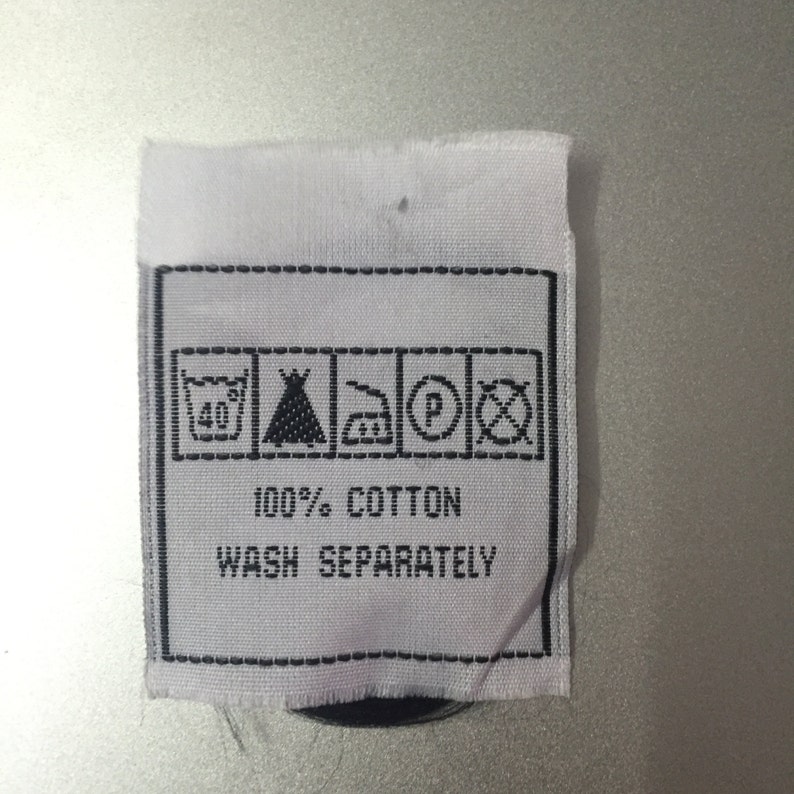 40°
P
100% COTTON
WASH SEPARATELY